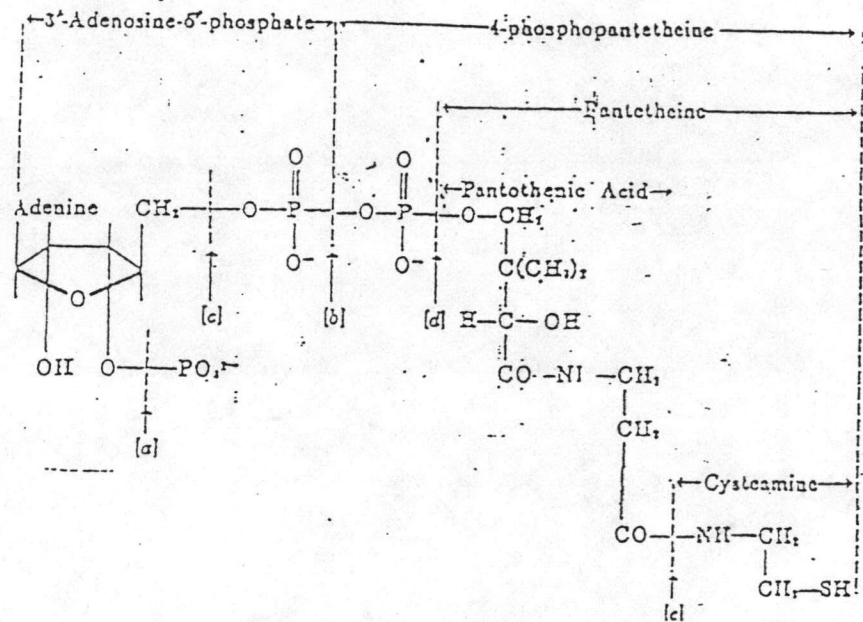 3'-Adenosine-5'-phosphate 4-phosphopantetheine
Pantetheine
O O
Pantothenic Acid
Adenine CH₂ O P O P O CH₂
O⁻ O⁻ C(CH₃)₂
O [c] [b] [d] H C OH
OH O PO₃²⁻ CO NH CH₂
[a] CH₂
Cysteamine
CO NH CH₂
CH₂ SH
[e]